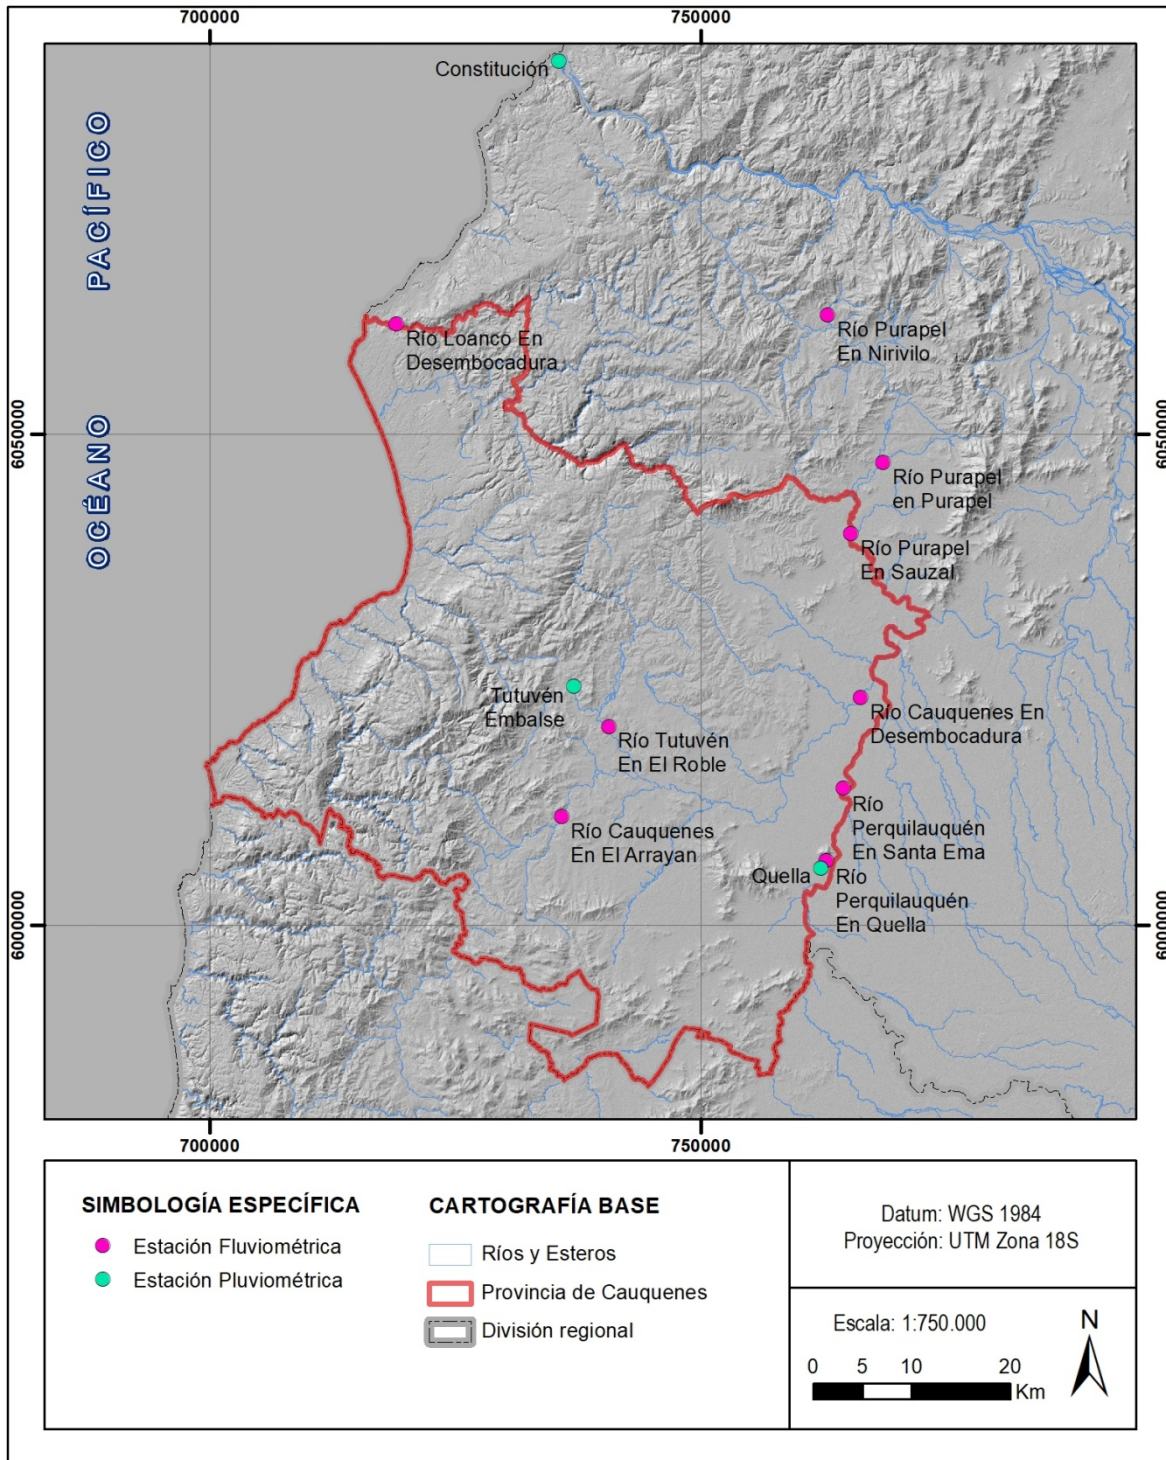 700000
750000
Constitución
PACÍFICO
Río Loanco En
Desembocadura
Río Purapel
En Nirivilo
OCÉANO
6050000
6050000
Río Purapel
en Purapel
Río Purapel
En Sauzal
Tutuvén
Embalse
Río Tutuvén
En El Roble
Río Cauquenes En
Desembocadura
Río Cauquenes
En El Arrayan
Río
Perquilauquén
En Santa Ema
Quella
Río
Perquilauquén
En Quella
6000000
6000000
700000
750000
SIMBOLOGÍA ESPECÍFICA
Estación Fluviométrica
Estación Pluviométrica
CARTOGRAFÍA BASE
Ríos y Esteros
Provincia de Cauquenes
División regional
Datum: WGS 1984
Proyección: UTM Zona 18S
Escala: 1:750.000
0 5 10 20
Km
N